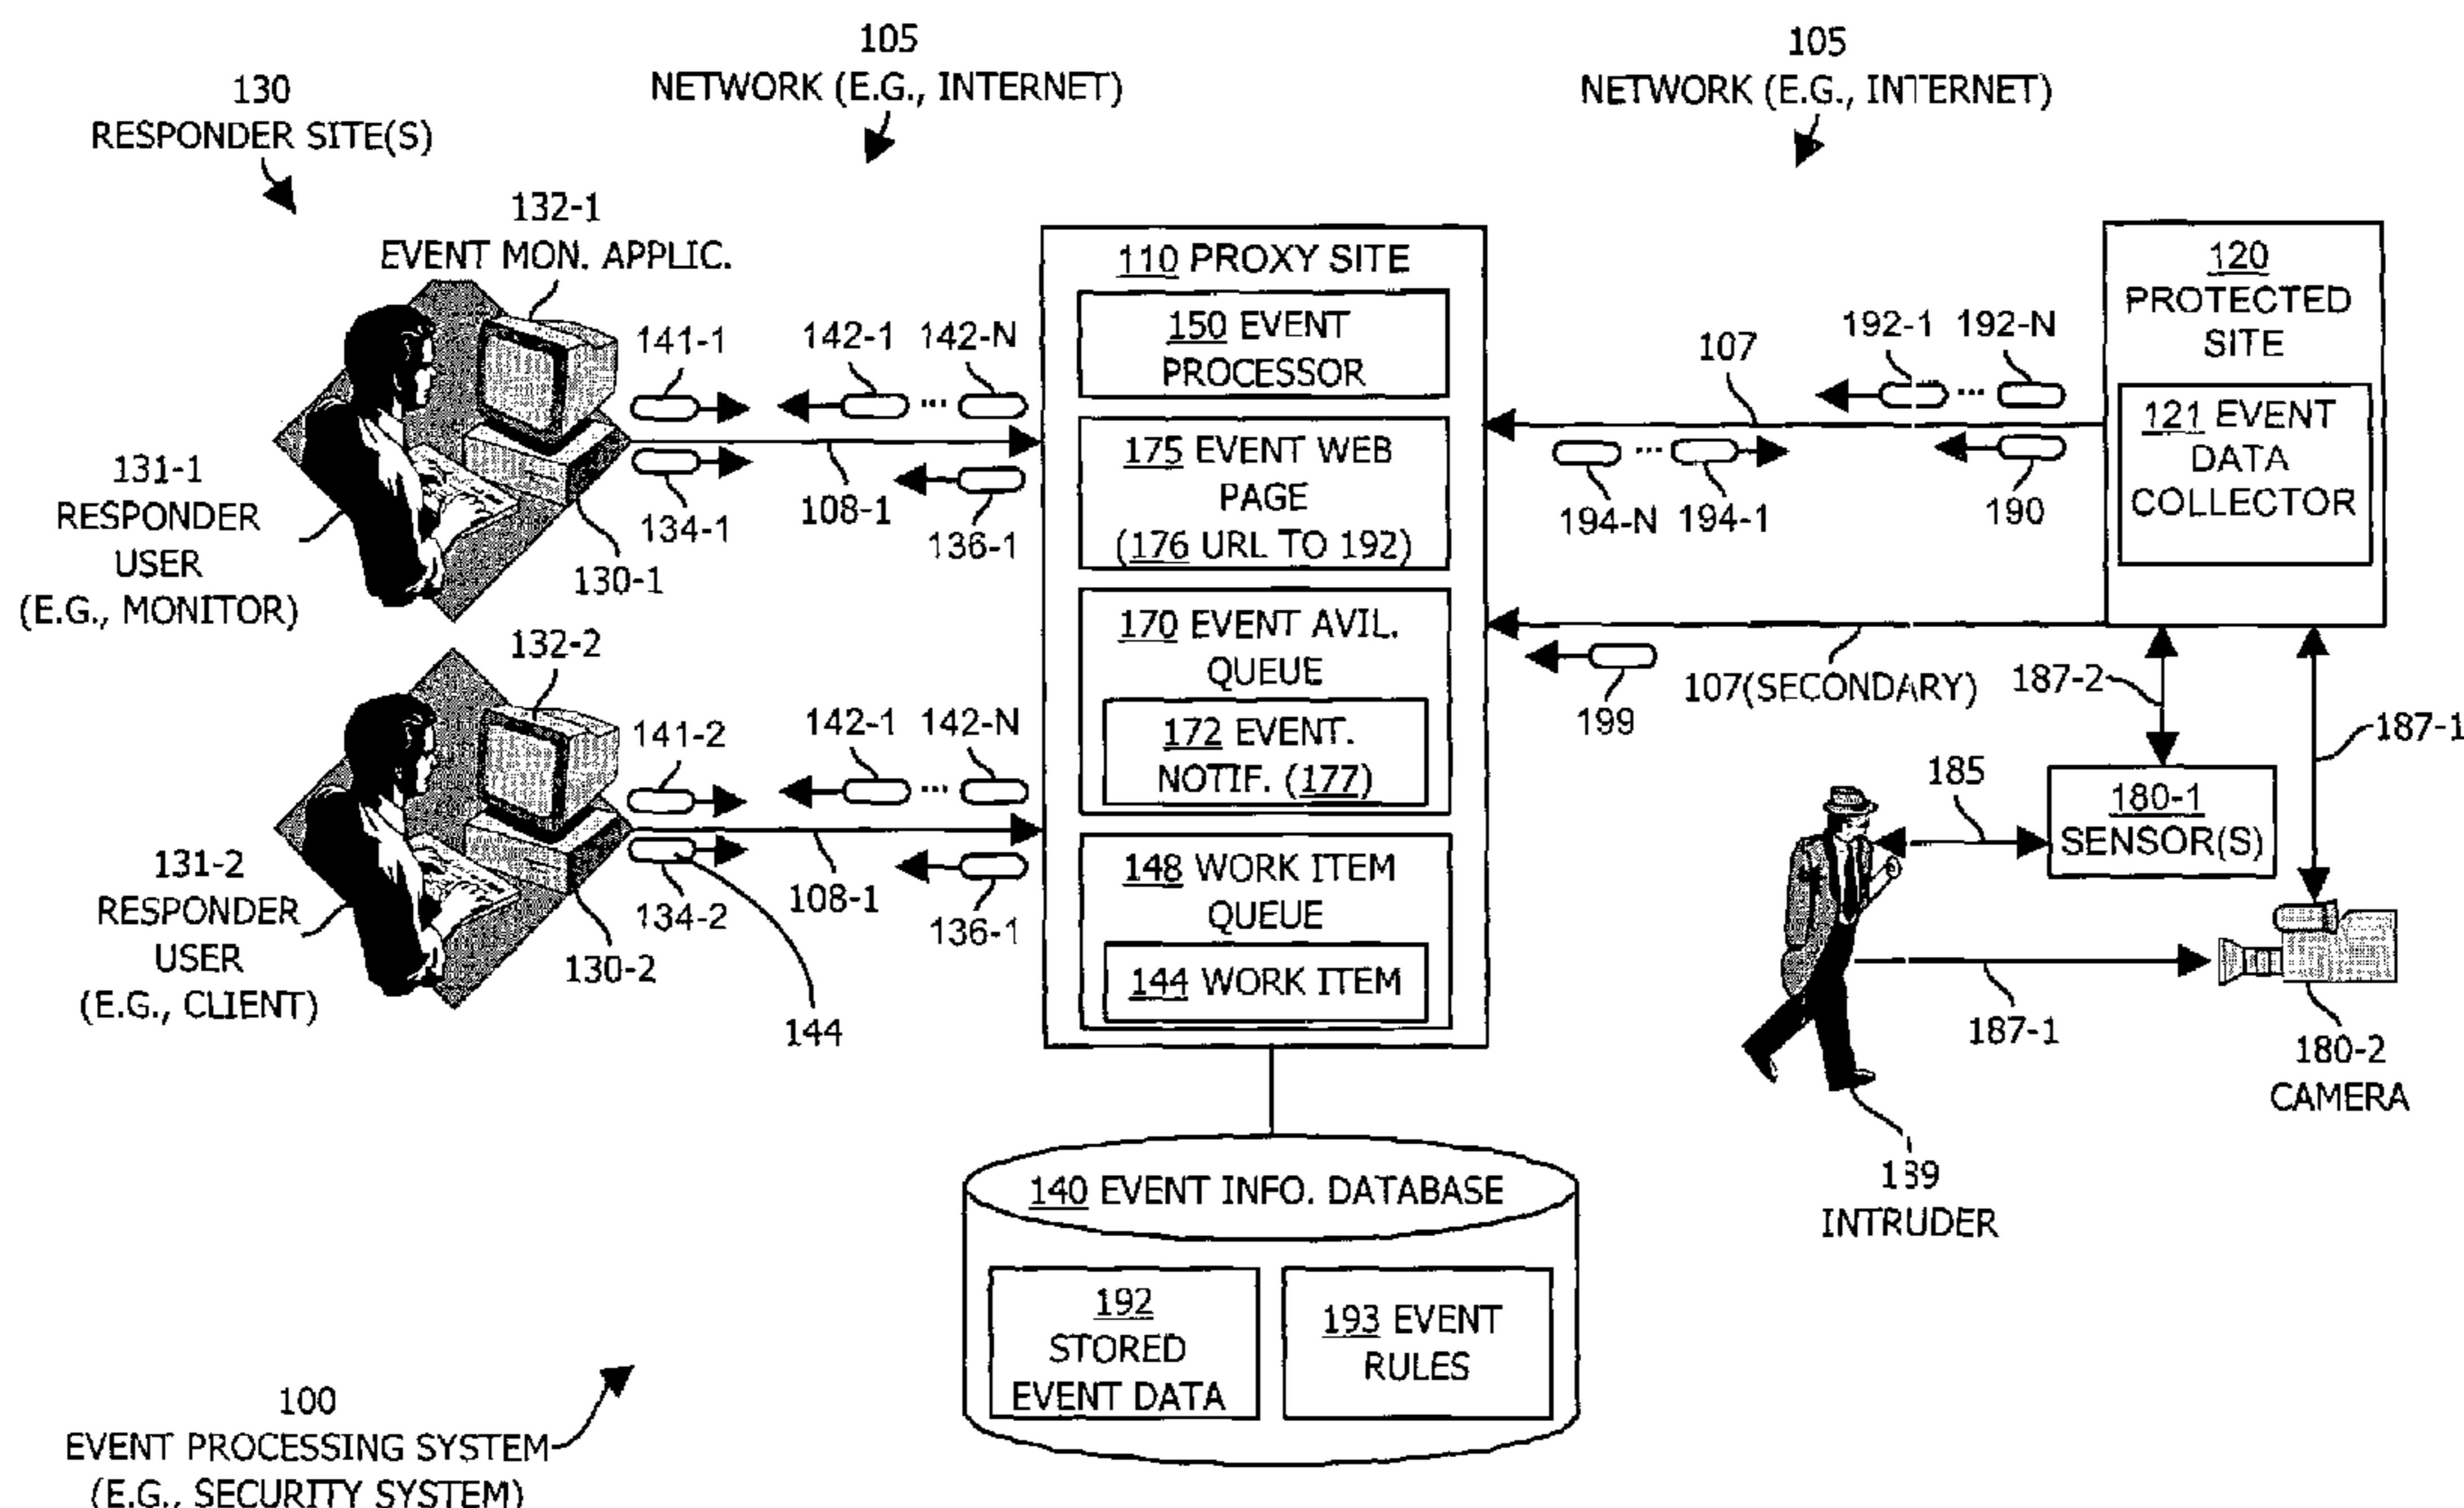 105
NETWORK (E.G., INTERNET)
105
NETWORK (E.G., INTERNET)
130
RESPONDER SITE(S)
132-1
EVENT MON. APPLIC.
141-1
142-1 ... 142-N
131-1
RESPONDER
USER
(E.G., MONITOR)
134-1
130-1
108-1
136-1
132-2
141-2
142-1 ... 142-N
131-2
RESPONDER
USER
(E.G., CLIENT)
134-2
130-2
108-1
136-1
144
110 PROXY SITE
150 EVENT
PROCESSOR
175 EVENT WEB
PAGE
(176 URL TO 192)
170 EVENT AVIL.
QUEUE
172 EVENT.
NOTIF. (177)
148 WORK ITEM
QUEUE
144 WORK ITEM
107
192-1 ... 192-N
194-N ... 194-1
190
120
PROTECTED
SITE
121 EVENT
DATA
COLLECTOR
199
107(SECONDARY)
187-2
187-1
185
180-1
SENSOR(S)
187-1
180-2
CAMERA
139
INTRUDER
140 EVENT INFO. DATABASE
192
STORED
EVENT DATA
193 EVENT
RULES
100
EVENT PROCESSING SYSTEM
(E.G., SECURITY SYSTEM)